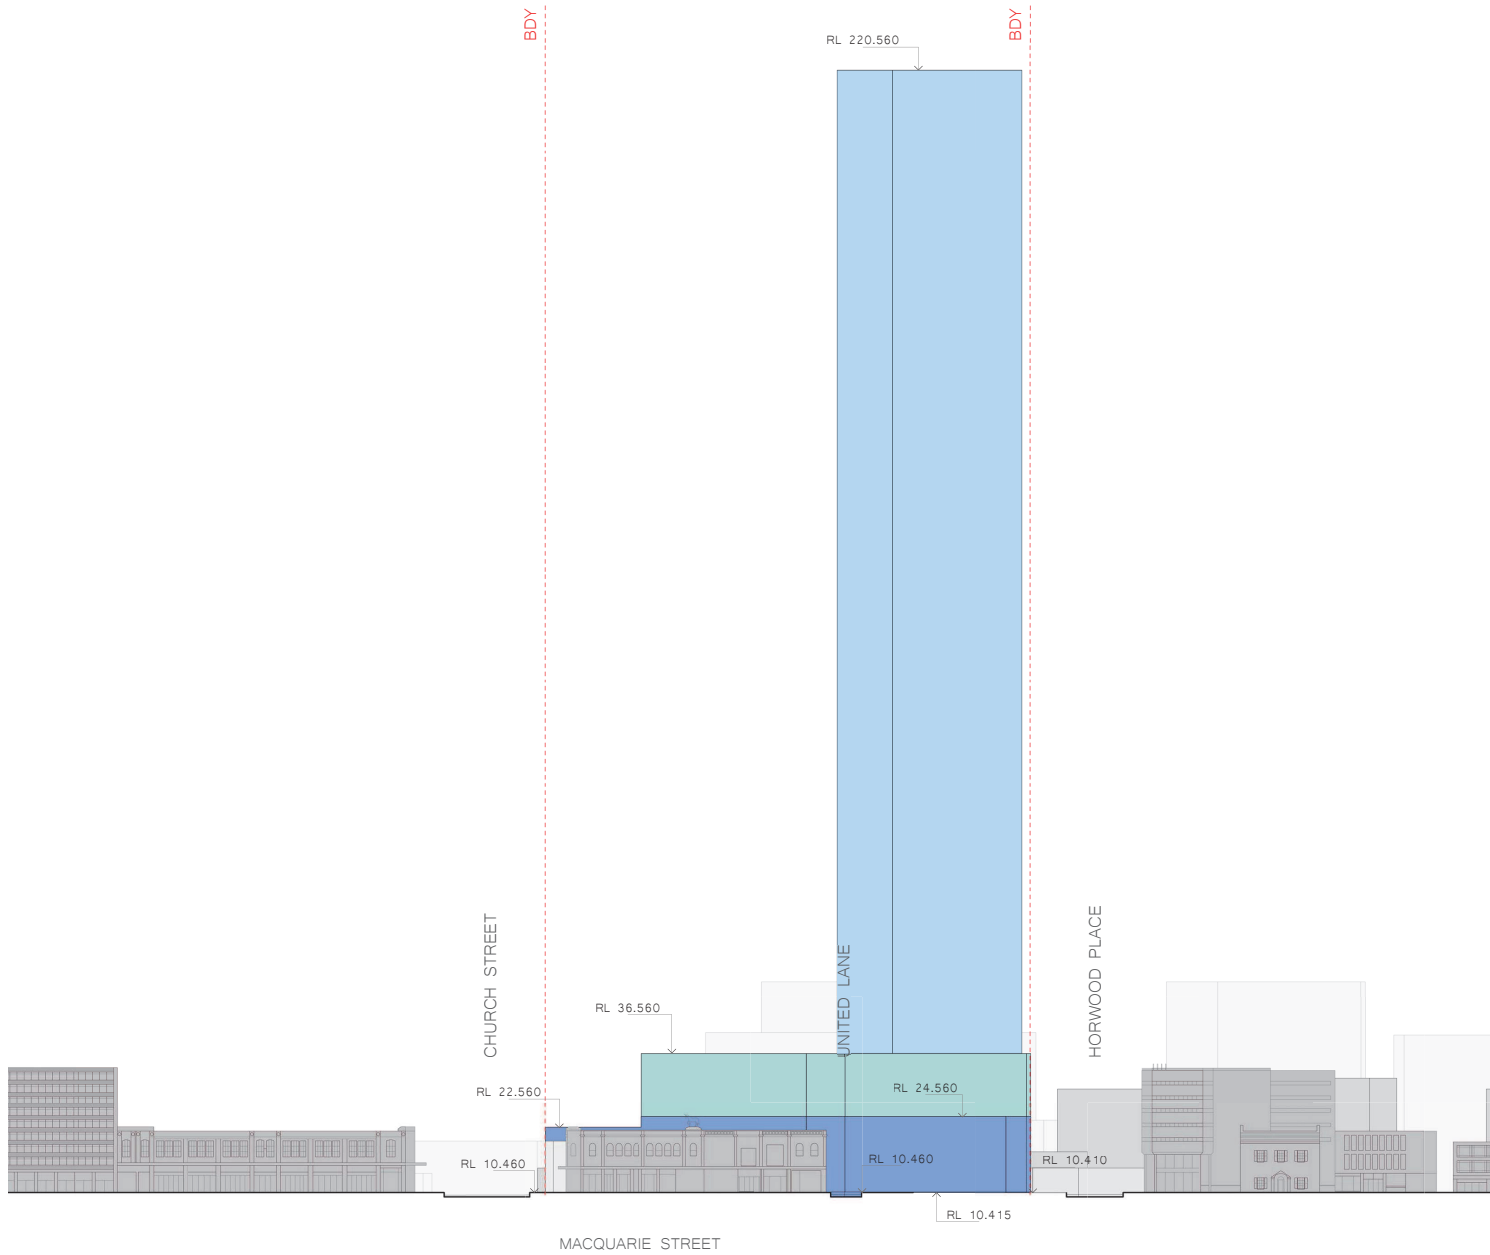 BDY
BDY
RL 220.560
CHURCH STREET
UNITED LANE
HORWOOD PLACE
RL 36.560
RL 22.560
RL 24.560
RL 10.460
RL 10.460
RL 10.410
RL 10.415
MACQUARIE STREET